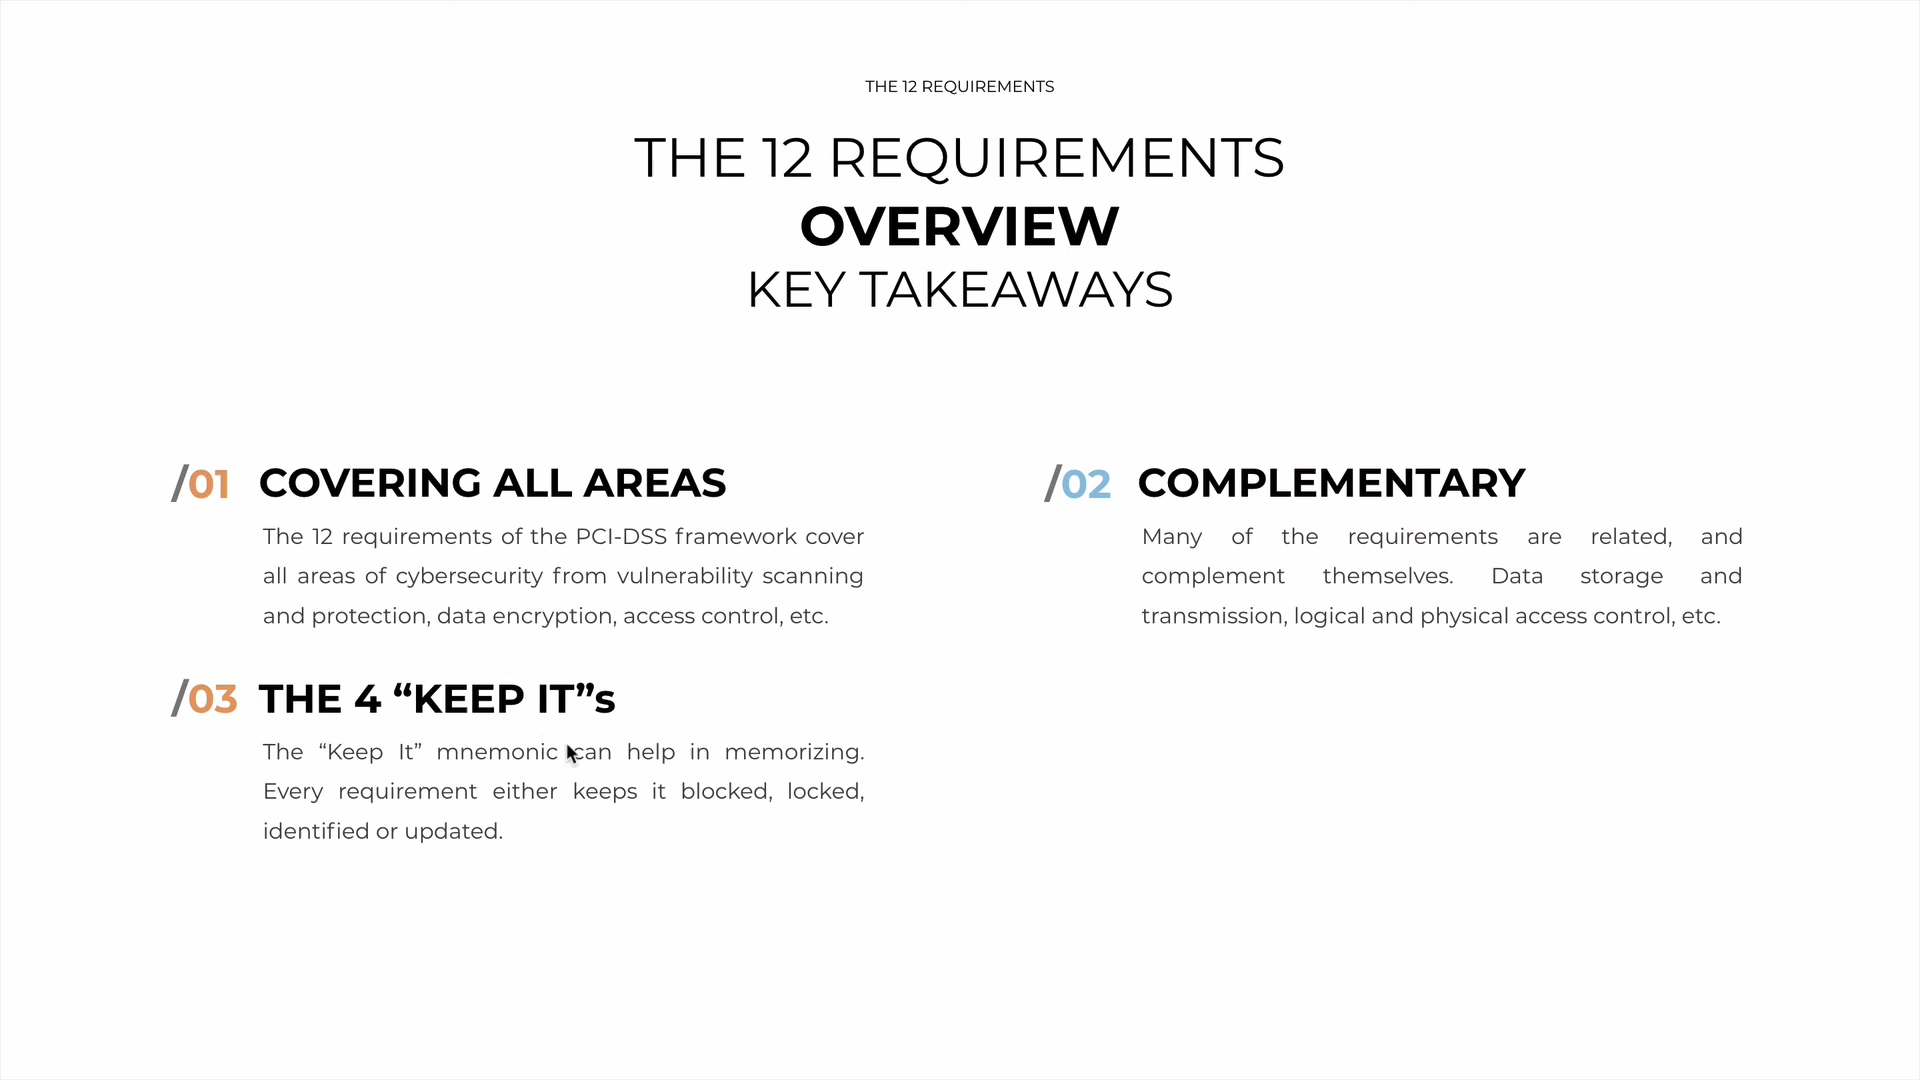 THE 12 REQUIREMENTS
THE 12 REQUIREMENTS
OVERVIEW
KEY TAKEAWAYS
/01 COVERING ALL AREAS
The 12 requirements of the PCI-DSS framework cover
all areas of cybersecurity from vulnerability scanning
and protection, data encryption, access control, etc.
/02 COMPLEMENTARY
Many of the requirements are related, and
complement themselves. Data storage and
transmission, logical and physical access control, etc.
/03 THE 4 “KEEP IT”s
The “Keep It” mnemonic can help in memorizing.
Every requirement either keeps it blocked, locked,
identified or updated.